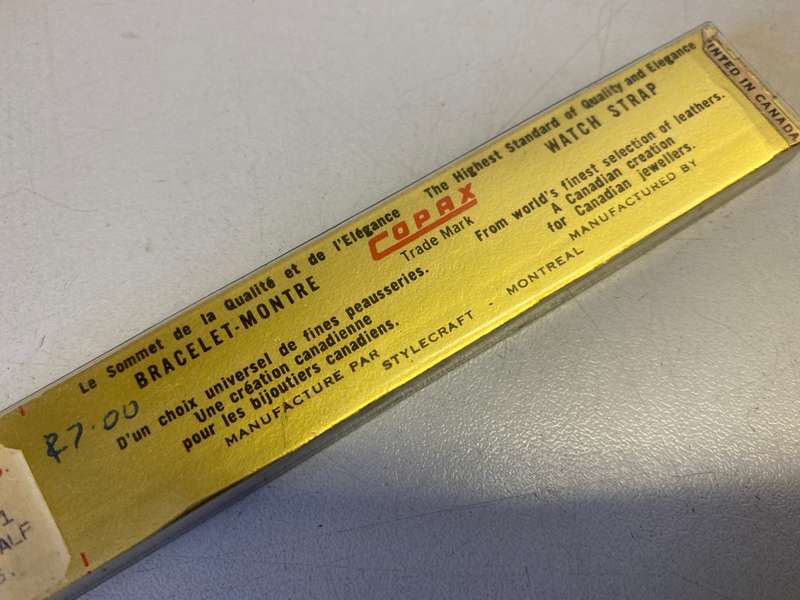 Le Sommet de la Qualité et de l'Elégance
BRACELET-MONTRE
D'un choix universel de fines peausseries.
Une création canadienne
pour les bijoutiers canadiens.
MANUFACTURE PAR STYLECRAFT - MONTREAL MANUFACTURED BY
COPAX
Trade Mark
The Highest Standard of Quality and Elegance
WATCH STRAP
From world's finest selection of leathers.
A Canadian creation
for Canadian jewellers.
INTED IN CANADA
7.00
1
ALF